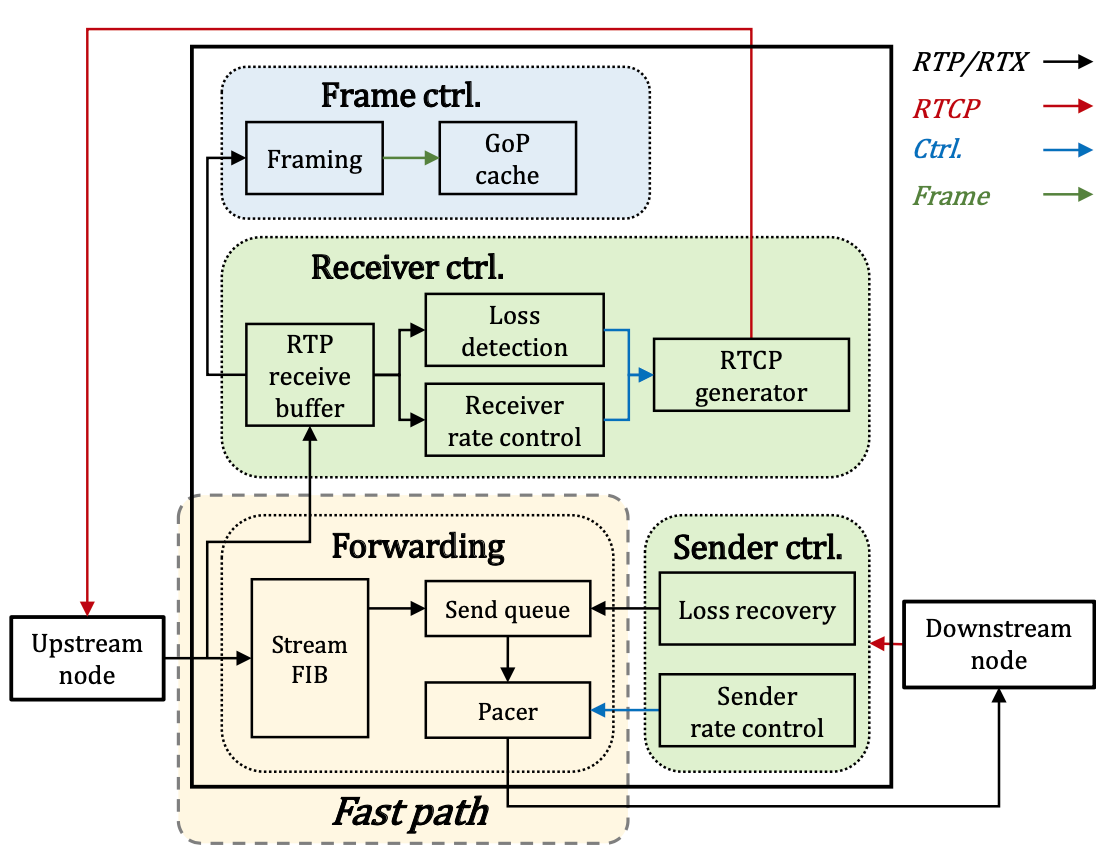 RTP/RTX
RTCP
Ctrl.
Frame
Frame ctrl.
Framing
GoP
cache
Receiver ctrl.
RTP
receive
buffer
Loss
detection
Receiver
rate control
RTCP
generator
Forwarding
Stream
FIB
Send queue
Pacer
Sender ctrl.
Loss recovery
Sender
rate control
Upstream
node
Downstream
node
Fast path